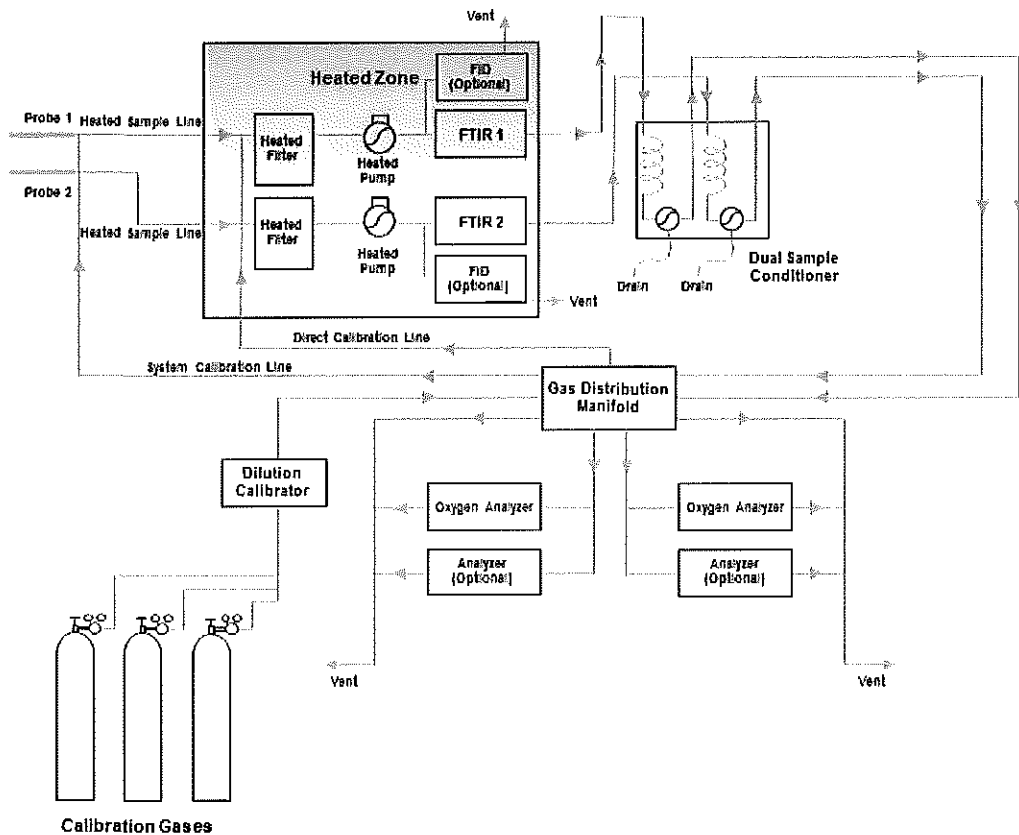 Vent
Heated Zone
FID
(Optional)
Probe 1
Heated Sample Line
Heated
Filter
Heated
Pump
FTIR 1
Probe 2
Heated Sample Line
Heated
Filter
Heated
Pump
FTIR 2
FID
(Optional)
Vent
Dual Sample
Conditioner
Drain
Drain
Direct Calibration Line
System Calibration Line
Gas Distribution
Manifold
Dilution
Calibrator
Oxygen Analyzer
Oxygen Analyzer
Analyzer
(Optional)
Analyzer
(Optional)
Vent
Vent
Calibration Gases